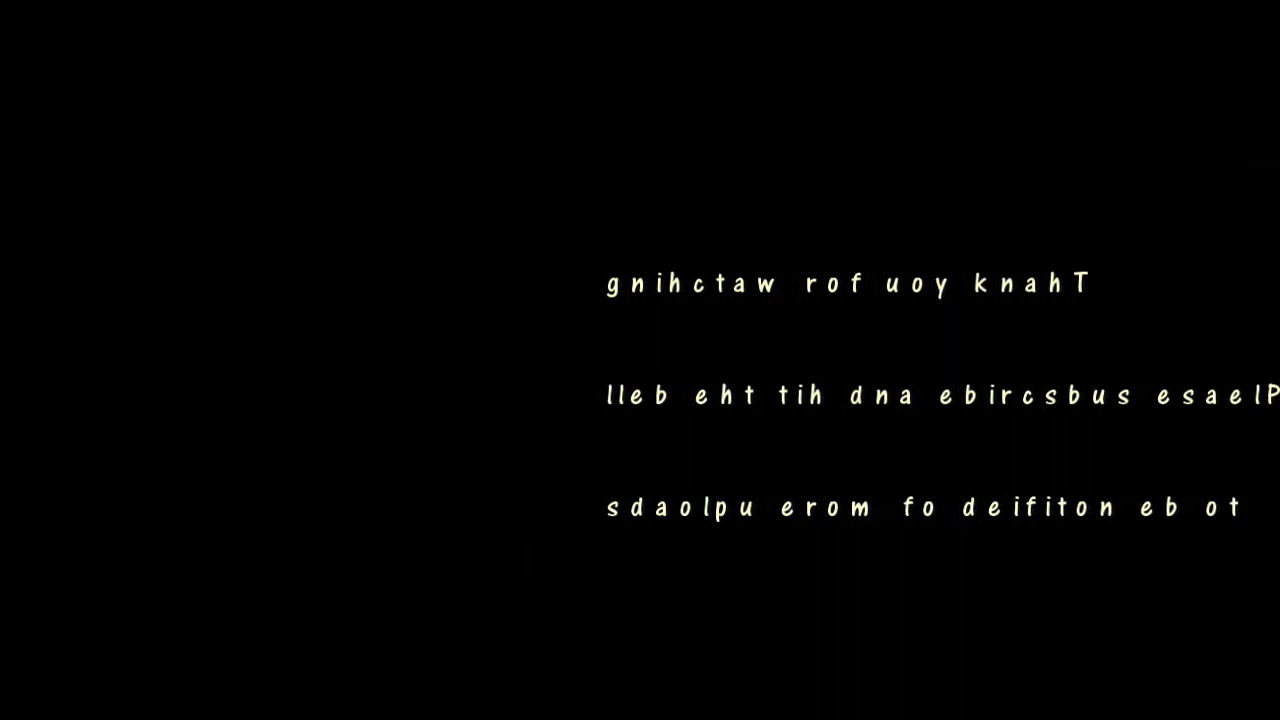 gnihctaw rof uoy knahT
lleb eht tih dna ebircsbus esaelP
sdaolpu erom fo deifiton eb ot